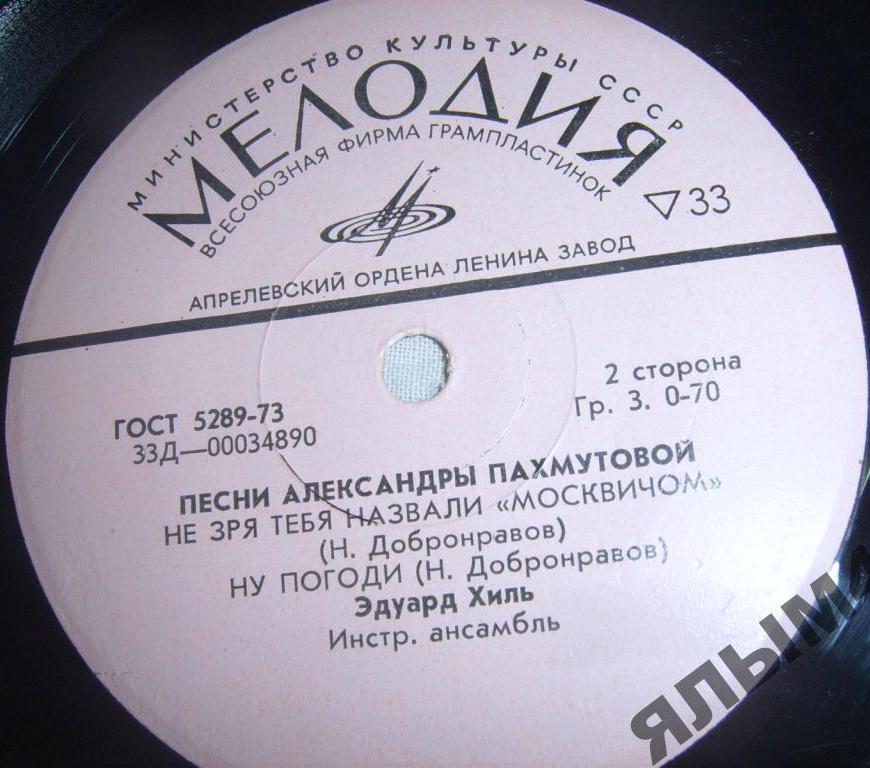 МИНИСТЕРСТВО КУЛЬТУРЫ СССР
МЕЛОДИЯ
ВСЕСОЮЗНАЯ ФИРМА ГРАМПЛАСТИНОК
▽33
АПРЕЛЕВСКИЙ ОРДЕНА ЛЕНИНА ЗАВОД
ГОСТ 5289-73
33Д—00034890
2 сторона
Гр. 3. 0-70
ПЕСНИ АЛЕКСАНДРЫ ПАХМУТОВОЙ
НЕ ЗРЯ ТЕБЯ НАЗВАЛИ «МОСКВИЧОМ»
(Н. Добронравов)
НУ ПОГОДИ (Н. Добронравов)
Эдуард Хиль
Инстр. ансамбль
ЯЛЫМА